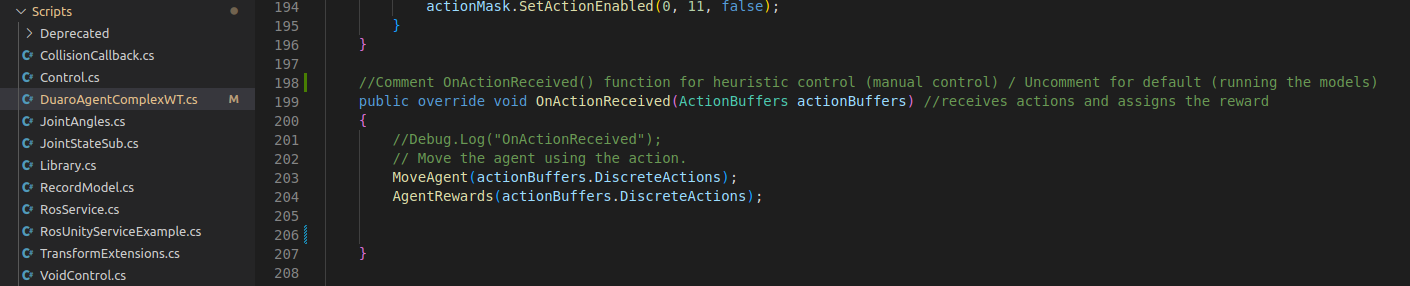 Scripts
Deprecated
CollisionCallback.cs
Control.cs
DuaroAgentComplexWT.cs M
JointAngles.cs
JointStateSub.cs
Library.cs
RecordModel.cs
RosService.cs
RosUnityServiceExample.cs
TransformExtensions.cs
VoidControl.cs
194 actionMask.SetActionEnabled(0, 11, false);
195 }
196 }
197
198 //Comment OnActionReceived() function for heuristic control (manual control) / Uncomment for default (running the models)
199 public override void OnActionReceived(ActionBuffers actionBuffers) //receives actions and assigns the reward
200 {
201 //Debug.Log("OnActionReceived");
202 // Move the agent using the action.
203 MoveAgent(actionBuffers.DiscreteActions);
204 AgentRewards(actionBuffers.DiscreteActions);
205
206
207 }
208